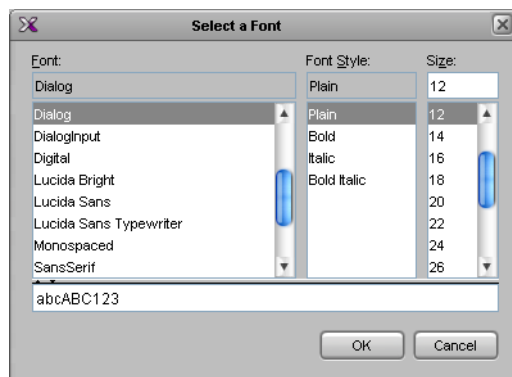 Select a Font
Font: Font Style: Size:
Dialog Plain 12
Dialog Plain 12
DialogInput Bold 14
Digital Italic 16
Lucida Bright Bold Italic 18
Lucida Sans 20
Lucida Sans Typewriter 22
Monospaced 24
SansSerif 26
abcABC123
OK Cancel